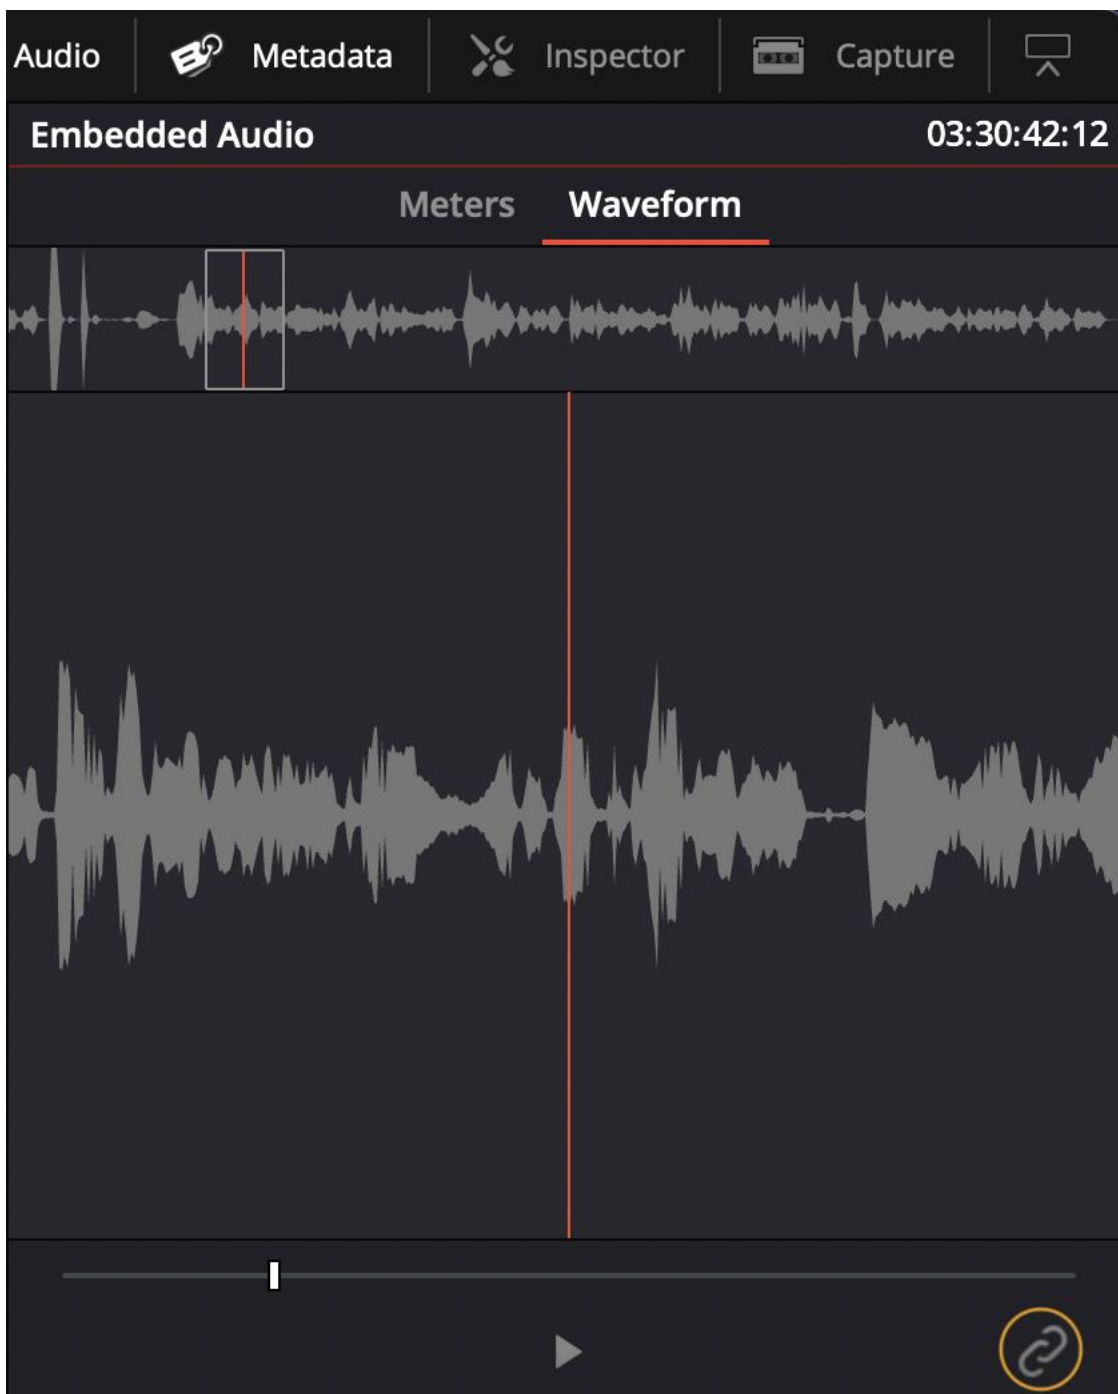 Audio Metadata Inspector Capture
Embedded Audio 03:30:42:12
Meters Waveform